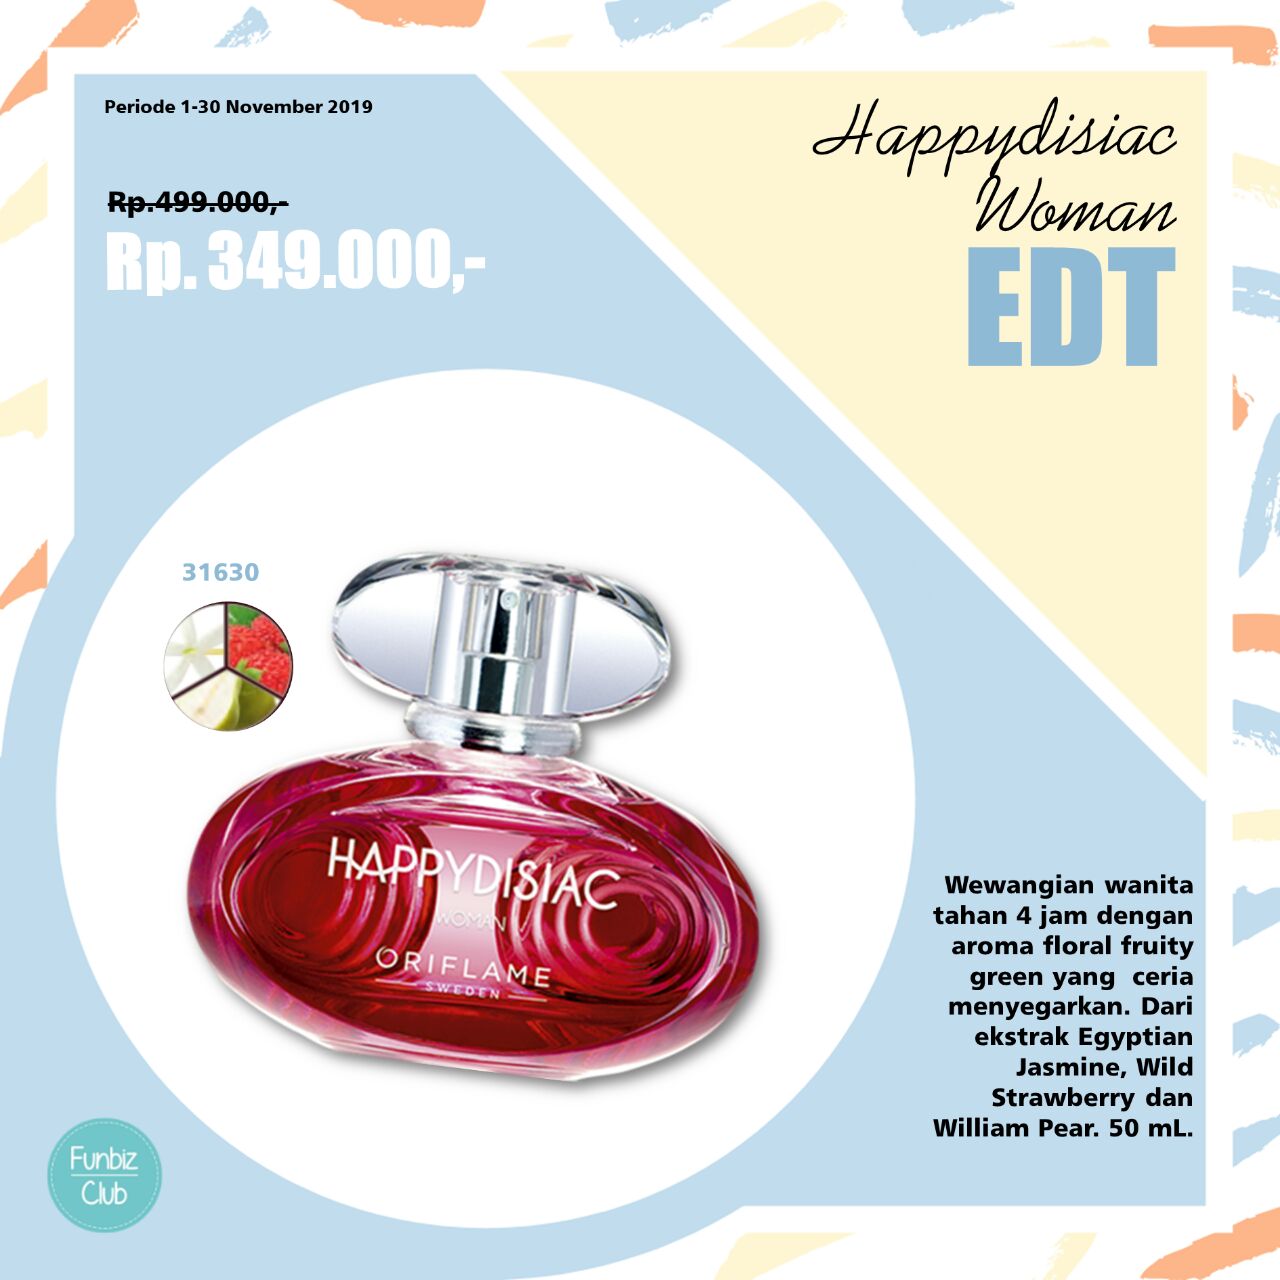 Periode 1-30 November 2019
Rp.499.000,-
Rp. 349.000,-
Happydisiac
Woman
EDT
31630
HAPPYDISIAC
WOMAN
ORIFLAME
SWEDEN
Wewangian wanita
tahan 4 jam dengan
aroma floral fruity
green yang ceria
menyegarkan. Dari
ekstrak Egyptian
Jasmine, Wild
Strawberry dan
William Pear. 50 mL.
Funbiz
Club